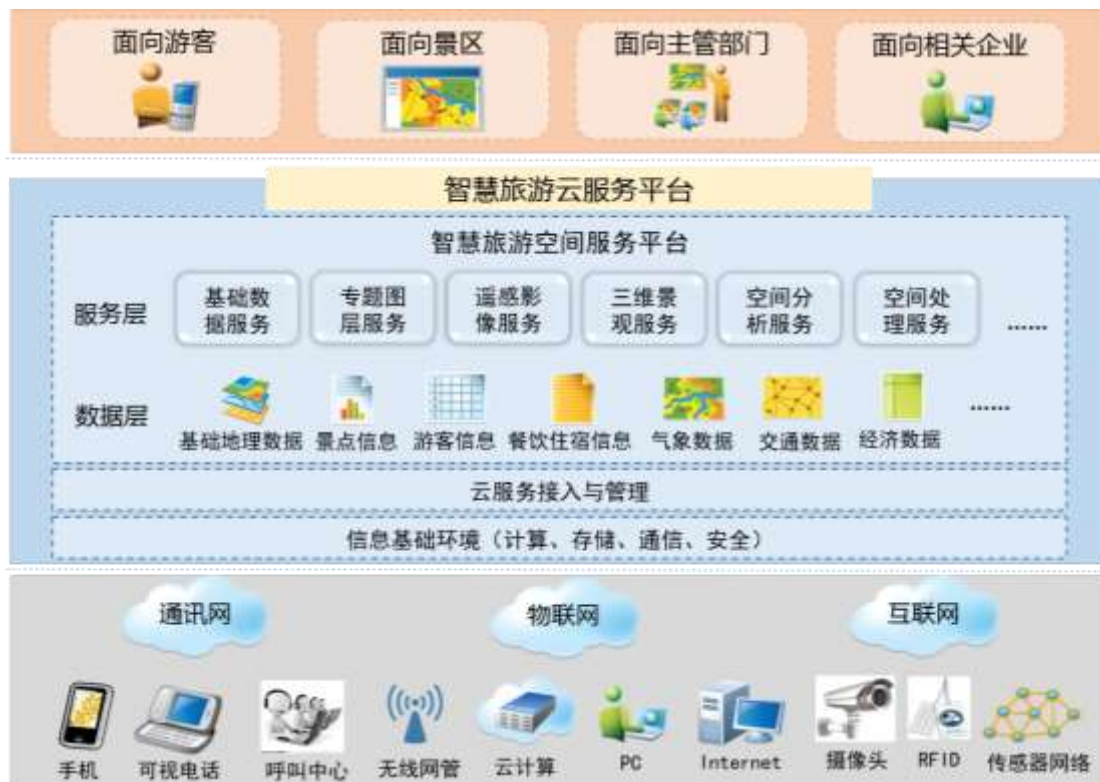 面向游客 面向景区 面向主管部门 面向相关企业
智慧旅游云服务平台
智慧旅游空间服务平台
服务层
基础数
据服务
专题图
层服务
遥感影
像服务
三维景
观服务
空间分
析服务
空间处
理服务
……
数据层
基础地理数据 景点信息 游客信息 餐饮住宿信息 气象数据 交通数据 经济数据
……
云服务接入与管理
信息基础环境（计算、存储、通信、安全）
通讯网 物联网 互联网
手机 可视电话 呼叫中心 无线网管 云计算 PC Internet 摄像头 RFID 传感器网络